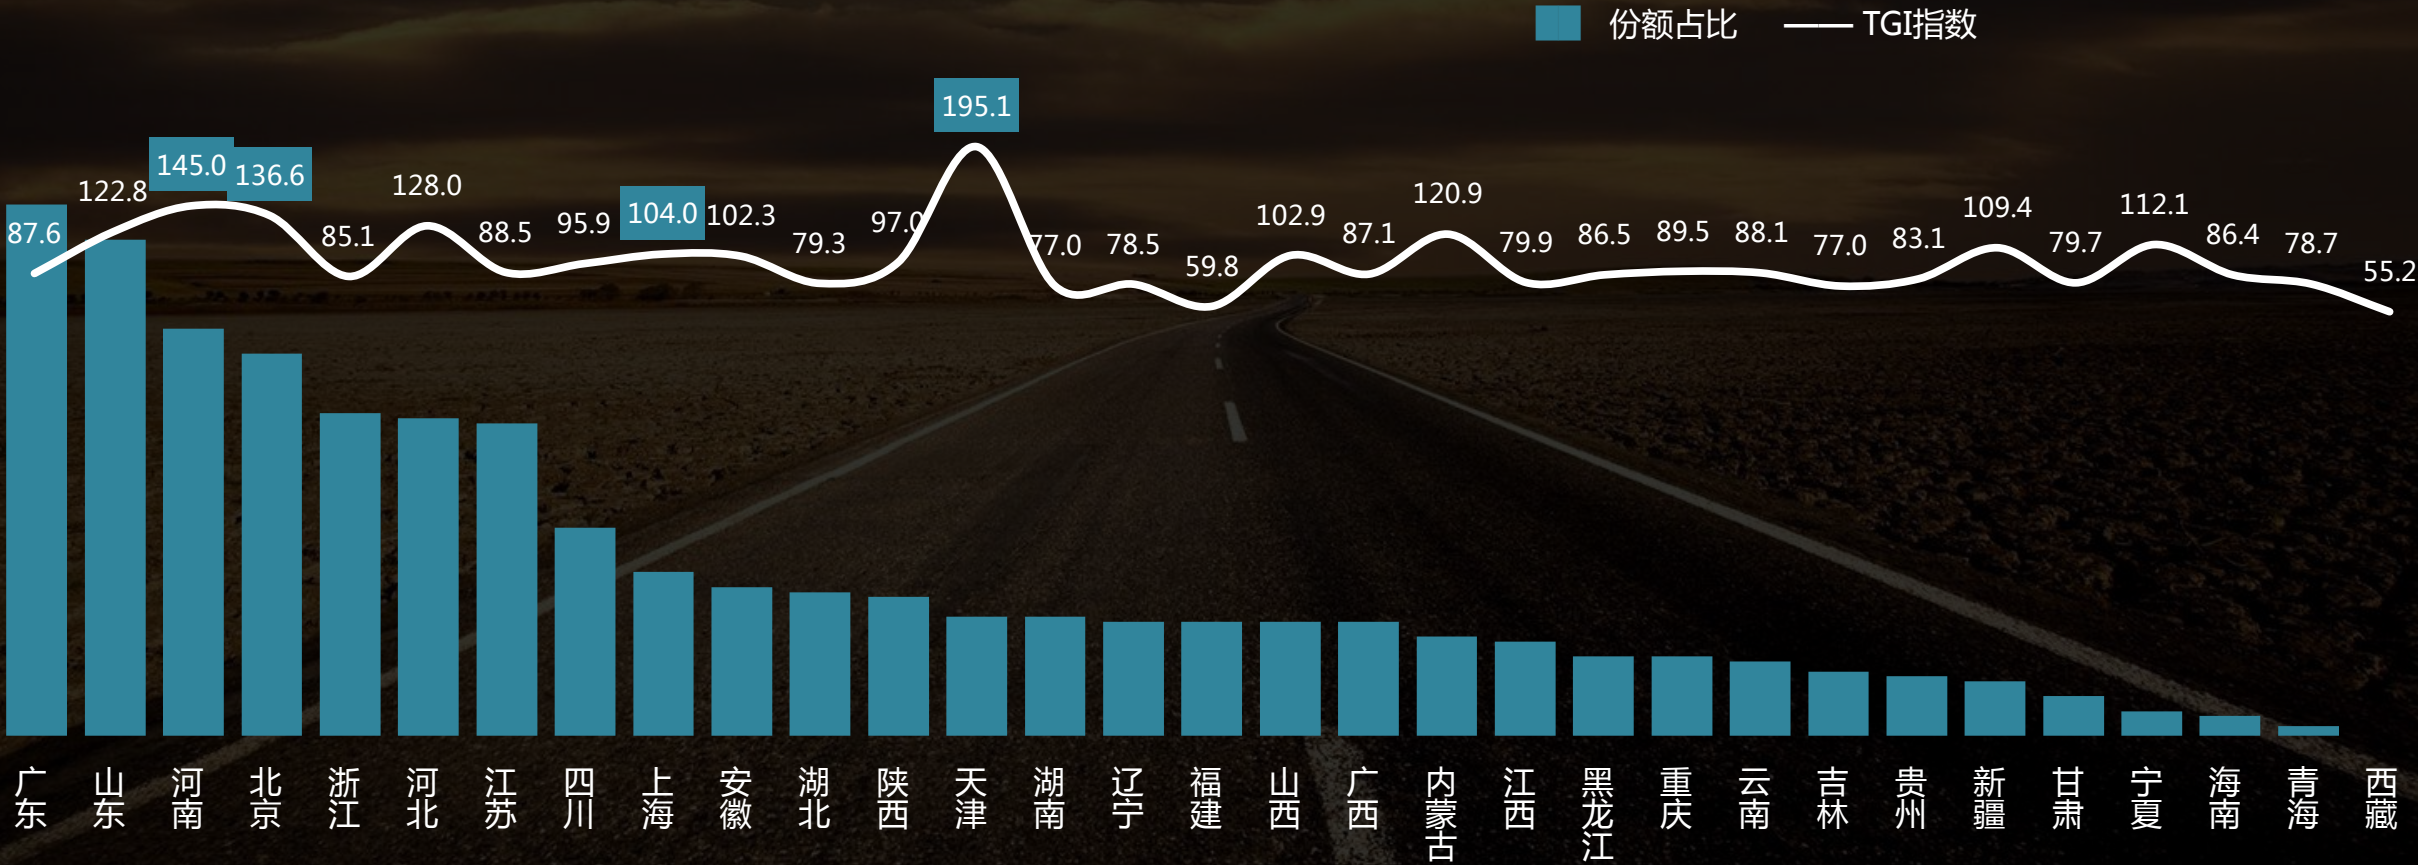 份额占比 TGI指数
87.6 122.8 145.0 136.6 85.1 128.0 88.5 95.9 104.0 102.3 79.3 97.0 195.1 77.0 78.5 59.8 102.9 87.1 120.9 79.9 86.5 89.5 88.1 77.0 83.1 109.4 79.7 112.1 86.4 78.7 55.2
广东 山东 河南 北京 浙江 河北 江苏 四川 上海 安徽 湖北 陕西 天津 湖南 辽宁 福建 山西 广西 内蒙古 江西 黑龙江 重庆 云南 吉林 贵州 新疆 甘肃 宁夏 海南 青海 西藏